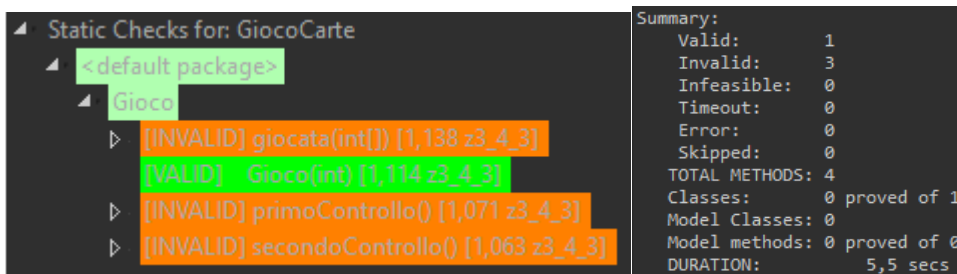 Static Checks for: GiocoCarte
<default package>
Gioco
[INVALID] giocata(int[]) [1,138 z3_4_3]
[VALID] Gioco(int) [1,114 z3_4_3]
[INVALID] primoControllo() [1,071 z3_4_3]
[INVALID] secondoControllo() [1,063 z3_4_3]
Summary:
Valid: 1
Invalid: 3
Infeasible: 0
Timeout: 0
Error: 0
Skipped: 0
TOTAL METHODS: 4
Classes: 0 proved of 1
Model Classes: 0
Model methods: 0 proved of 0
DURATION: 5,5 secs